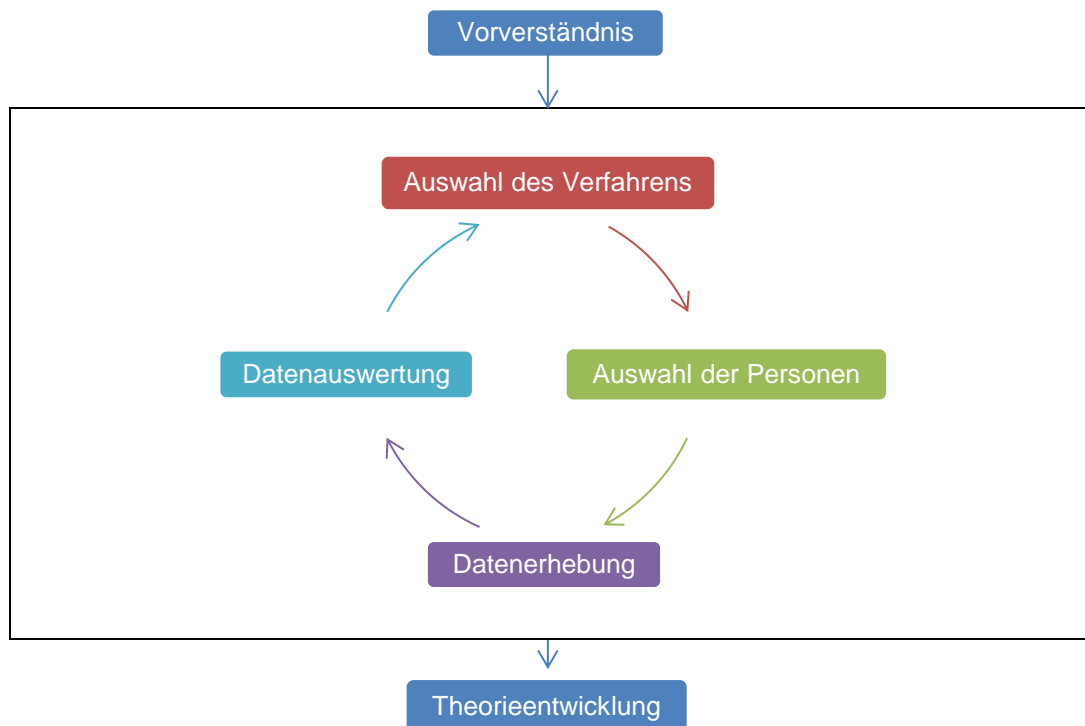 Vorverständnis
Auswahl des Verfahrens
Datenauswertung
Auswahl der Personen
Datenerhebung
Theorieentwicklung